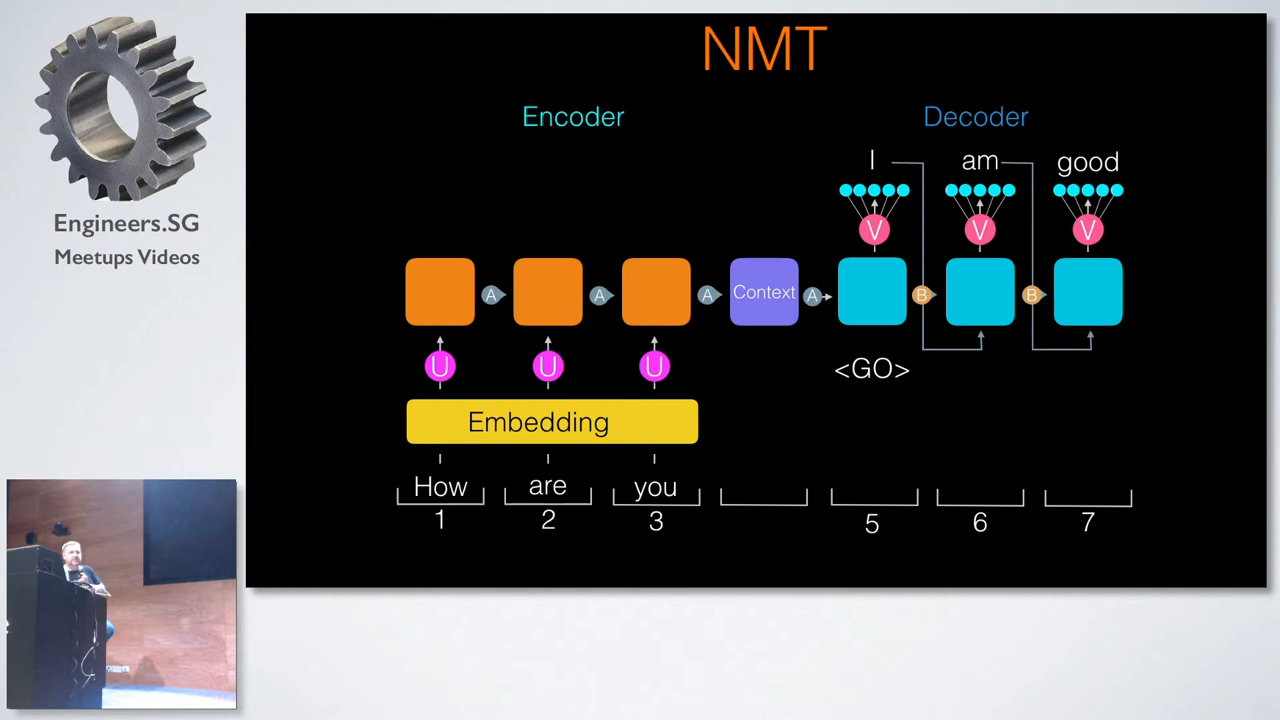 Engineers.SG
Meetups Videos
NMT
Encoder
Decoder
I am good
V V V
A A A Context A B B
U U U
<GO>
Embedding
How are you
1 2 3 5 6 7